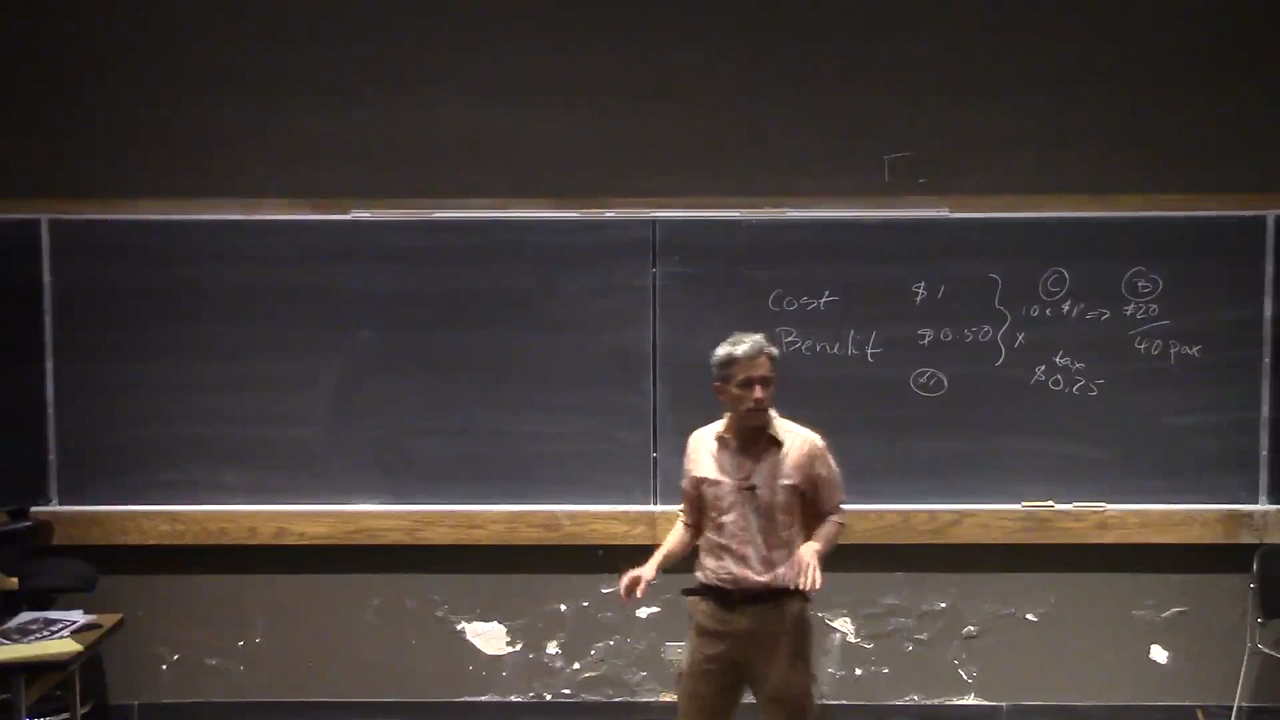 Cost $1
Benefit $0.50
$1
C B
10 x $1 => $20
x 40 pax
tax
$0.25